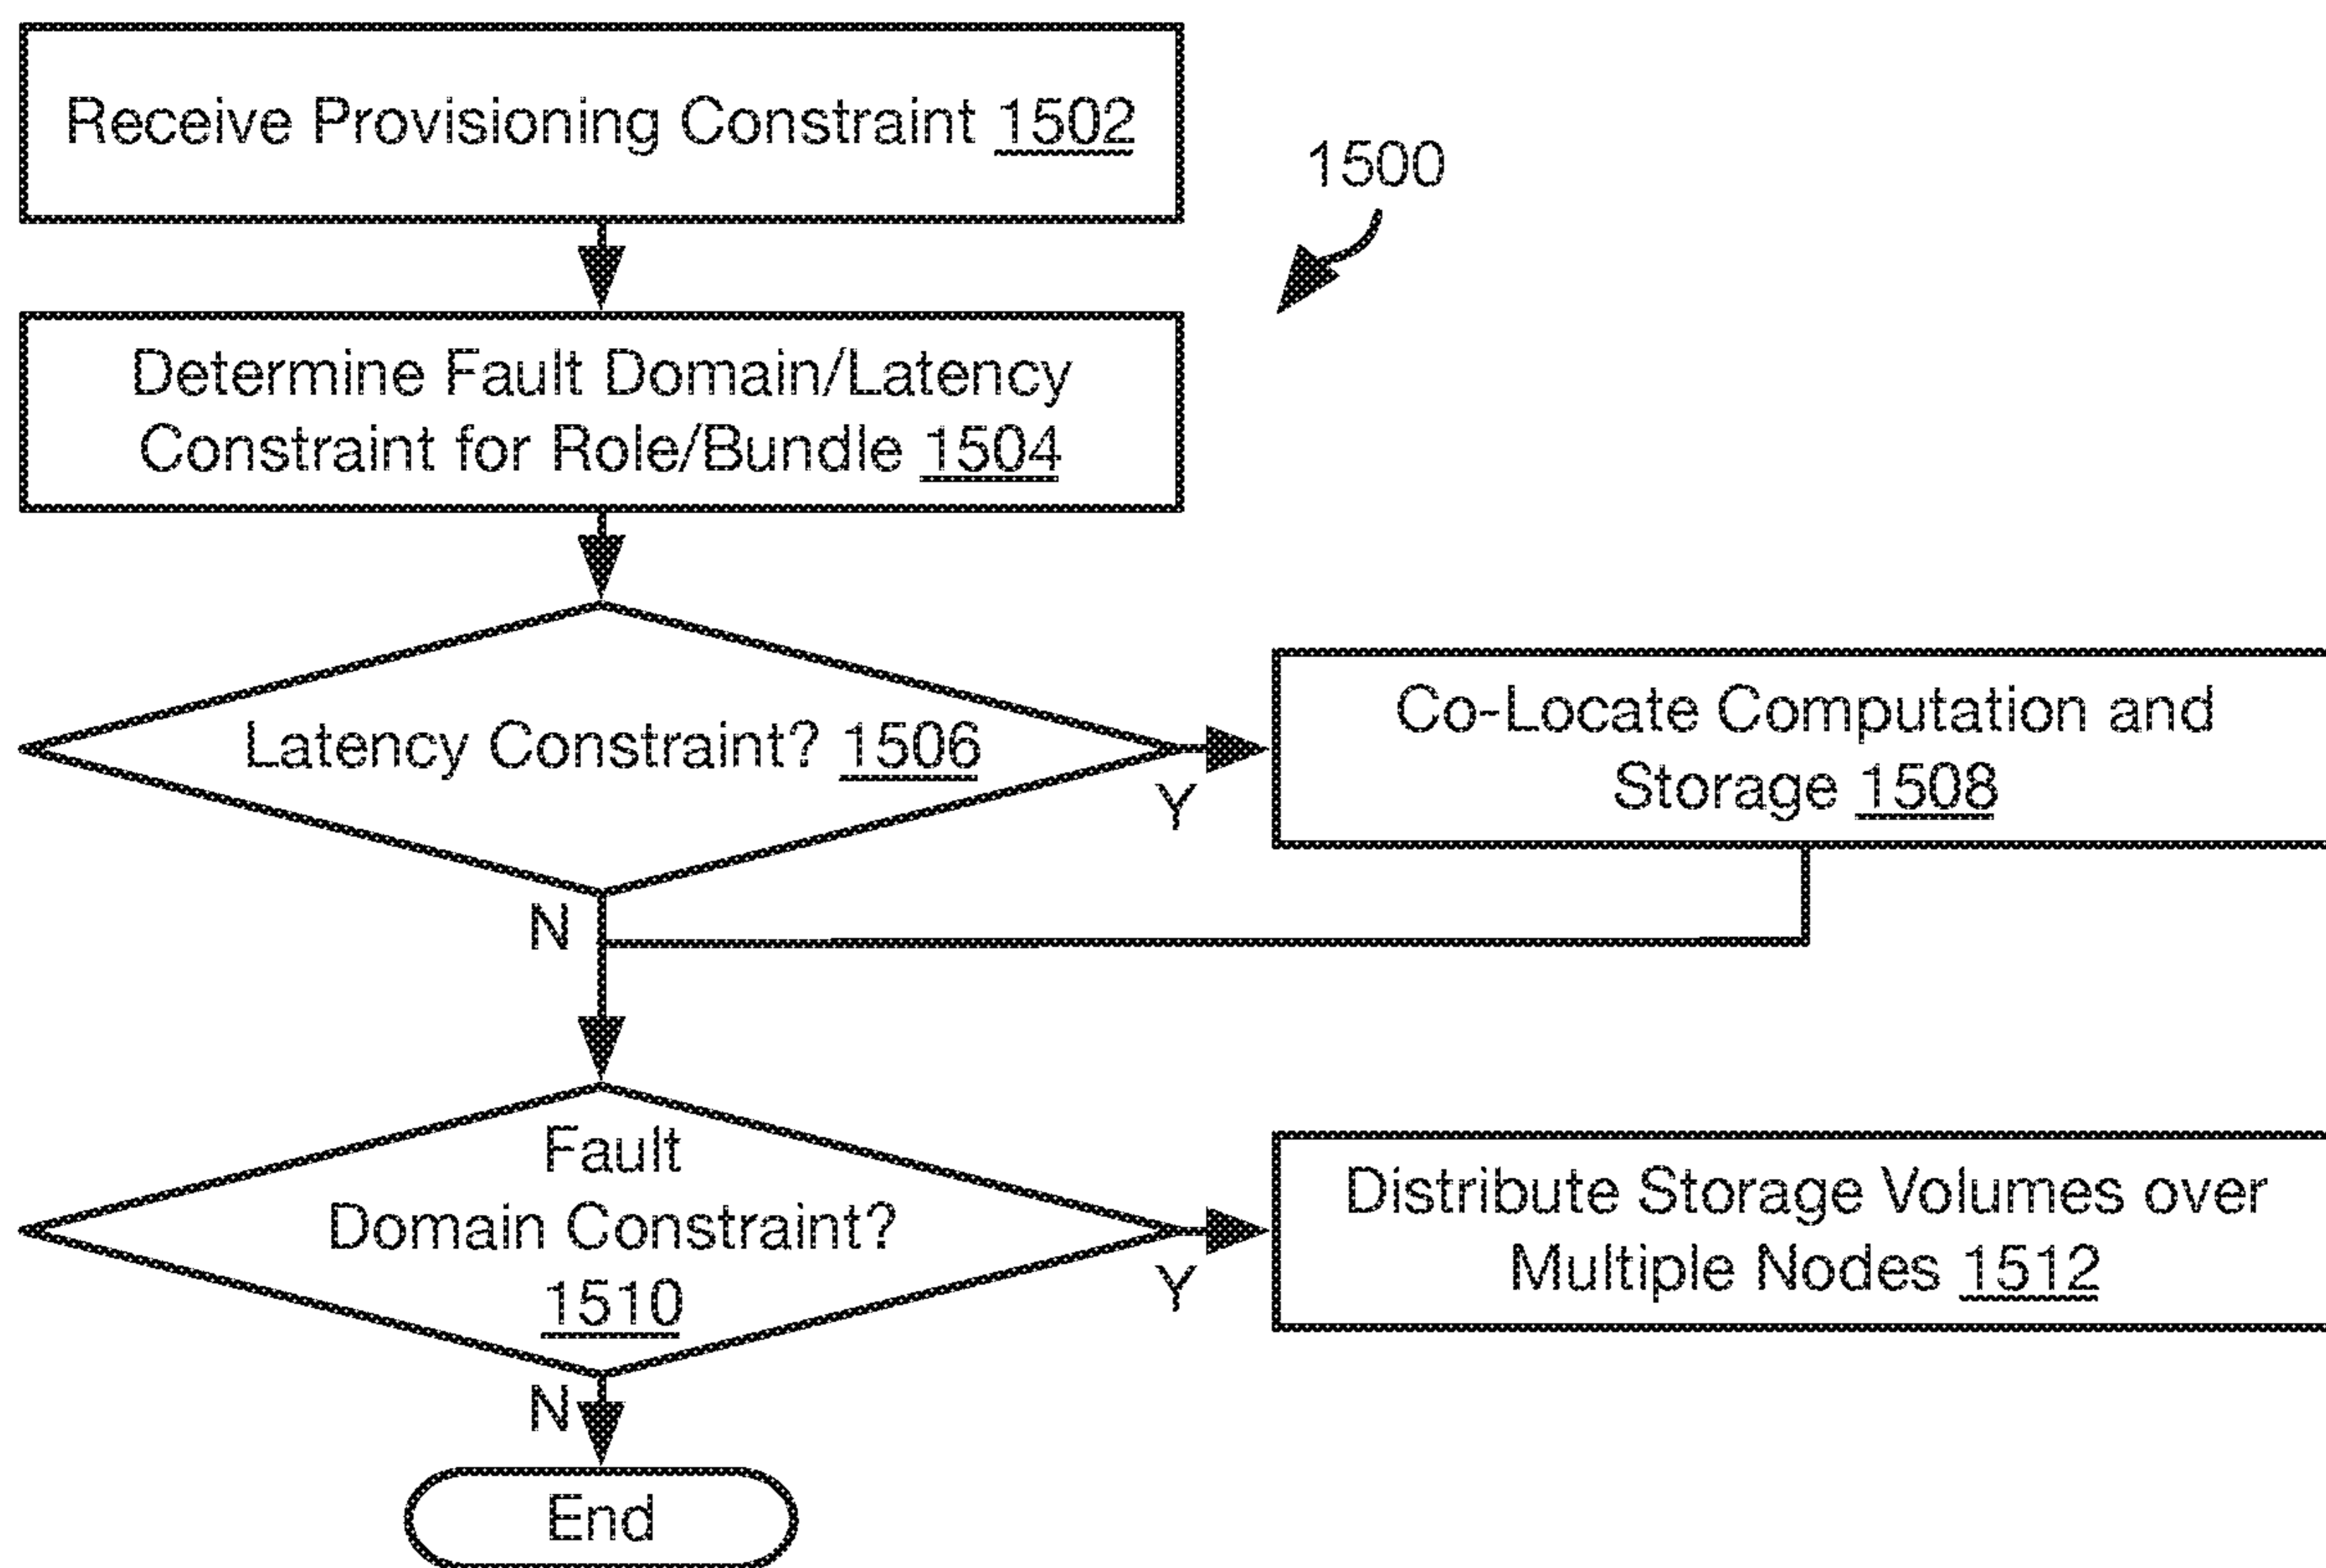 Receive Provisioning Constraint 1502
1500
Determine Fault Domain/Latency
Constraint for Role/Bundle 1504
Latency Constraint? 1506
Y
N
Co-Locate Computation and
Storage 1508
Fault
Domain Constraint?
1510
Y
N
Distribute Storage Volumes over
Multiple Nodes 1512
End